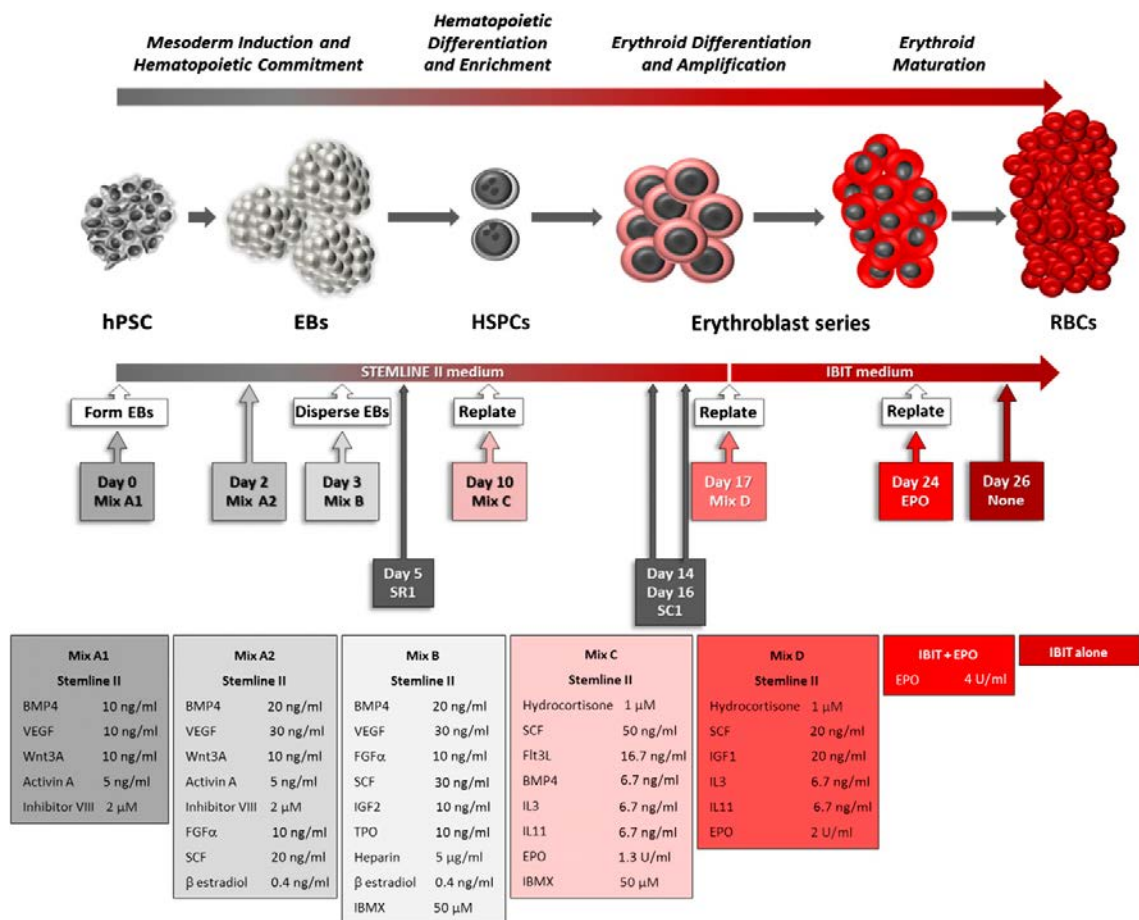 Mesoderm Induction and
Hematopoietic Commitment
Hematopoietic
Differentiation
and Enrichment
Erythroid Differentiation
and Amplification
Erythroid
Maturation
hPSC
EBs
HSPCs
Erythroblast series
RBCs
STEMLINE II medium
IBIT medium
Form EBs
Disperse EBs
Replate
Replate
Replate
Day 0
Mix A1
Day 2
Mix A2
Day 3
Mix B
Day 10
Mix C
Day 17
Mix D
Day 24
EPO
Day 26
None
Day 5
SR1
Day 14
Day 16
SC1
Mix A1
Stemline II
BMP4 10 ng/ml
VEGF 10 ng/ml
Wnt3A 10 ng/ml
Activin A 5 ng/ml
Inhibitor VIII 2 µM
Mix A2
Stemline II
BMP4 20 ng/ml
VEGF 30 ng/ml
Wnt3A 10 ng/ml
Activin A 5 ng/ml
Inhibitor VIII 2 µM
FGFα 10 ng/ml
SCF 20 ng/ml
β estradiol 0.4 ng/ml
Mix B
Stemline II
BMP4 20 ng/ml
VEGF 30 ng/ml
FGFα 10 ng/ml
SCF 30 ng/ml
IGF2 10 ng/ml
TPO 10 ng/ml
Heparin 5 µg/ml
β estradiol 0.4 ng/ml
IBMX 50 µM
Mix C
Stemline II
Hydrocortisone 1 µM
SCF 50 ng/ml
Flt3L 16.7 ng/ml
BMP4 6.7 ng/ml
IL3 6.7 ng/ml
IL11 6.7 ng/ml
EPO 1.3 U/ml
IBMX 50 µM
Mix D
Stemline II
Hydrocortisone 1 µM
SCF 20 ng/ml
IGF1 20 ng/ml
IL3 6.7 ng/ml
IL11 6.7 ng/ml
EPO 2 U/ml
IBIT + EPO
EPO 4 U/ml
IBIT alone